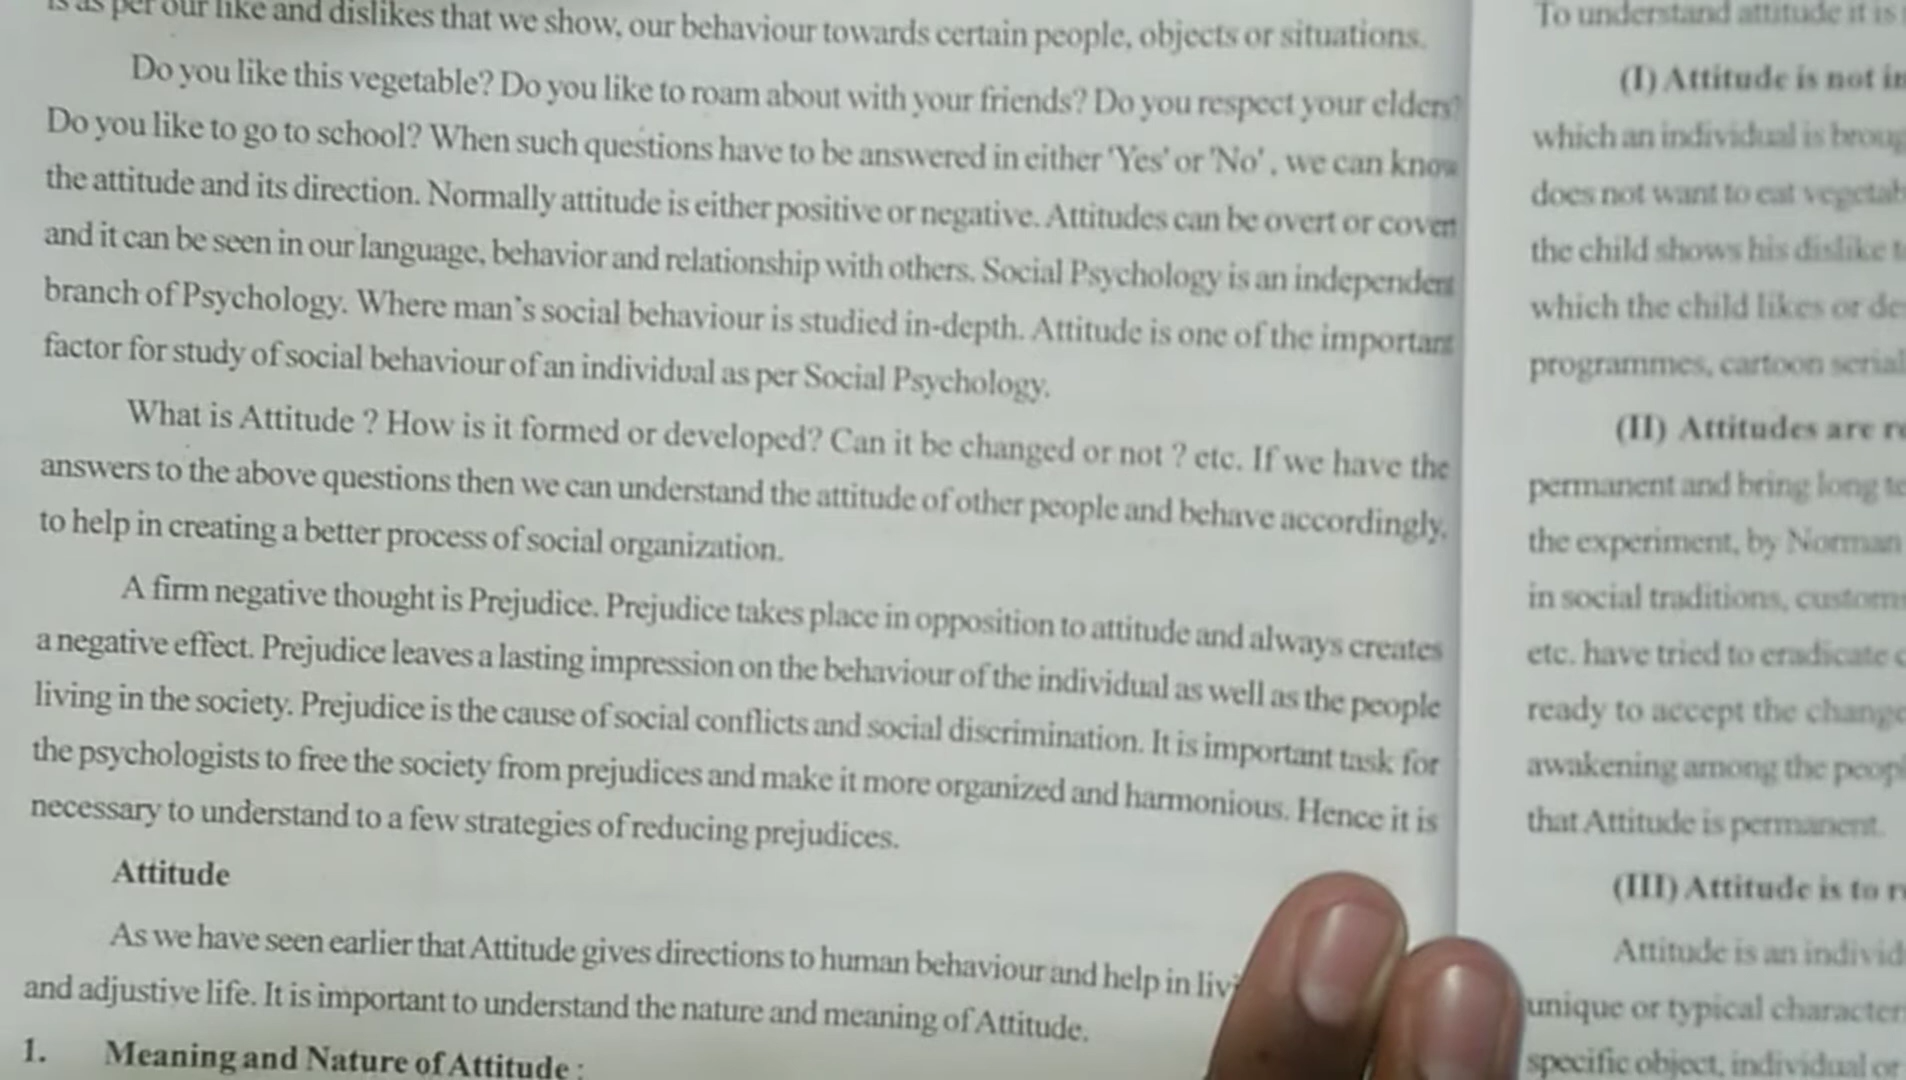 is as per our like and dislikes that we show, our behaviour towards certain people, objects or situations.
Do you like this vegetable? Do you like to roam about with your friends? Do you respect your elders?
Do you like to go to school? When such questions have to be answered in either 'Yes' or 'No', we can know
the attitude and its direction. Normally attitude is either positive or negative. Attitudes can be overt or covert
and it can be seen in our language, behavior and relationship with others. Social Psychology is an independent
branch of Psychology. Where man's social behaviour is studied in-depth. Attitude is one of the important
factor for study of social behaviour of an individual as per Social Psychology.
What is Attitude ? How is it formed or developed? Can it be changed or not ? etc. If we have the
answers to the above questions then we can understand the attitude of other people and behave accordingly,
to help in creating a better process of social organization.
A firm negative thought is Prejudice. Prejudice takes place in opposition to attitude and always creates
a negative effect. Prejudice leaves a lasting impression on the behaviour of the individual as well as the people
living in the society. Prejudice is the cause of social conflicts and social discrimination. It is important task for
the psychologists to free the society from prejudices and make it more organized and harmonious. Hence it is
necessary to understand to a few strategies of reducing prejudices.
Attitude
As we have seen earlier that Attitude gives directions to human behaviour and help in
and adjustive life. It is important to understand the nature and meaning of Attitude.
1. Meaning and Nature of Attitude :
To understand attitude it is
(I) Attitude is not
which an individual is
does not want to eat
the child shows his dislike
which the child likes or
programmes, cartoon
(II) Attitudes are
permanent and bring long
the experiment, by Norman
in social traditions, customs
etc. have tried to eradicate
ready to accept the change
awakening among the
that Attitude is permanent.
(III) Attitude is to
Attitude is an
unique or typical
specific object, individual or